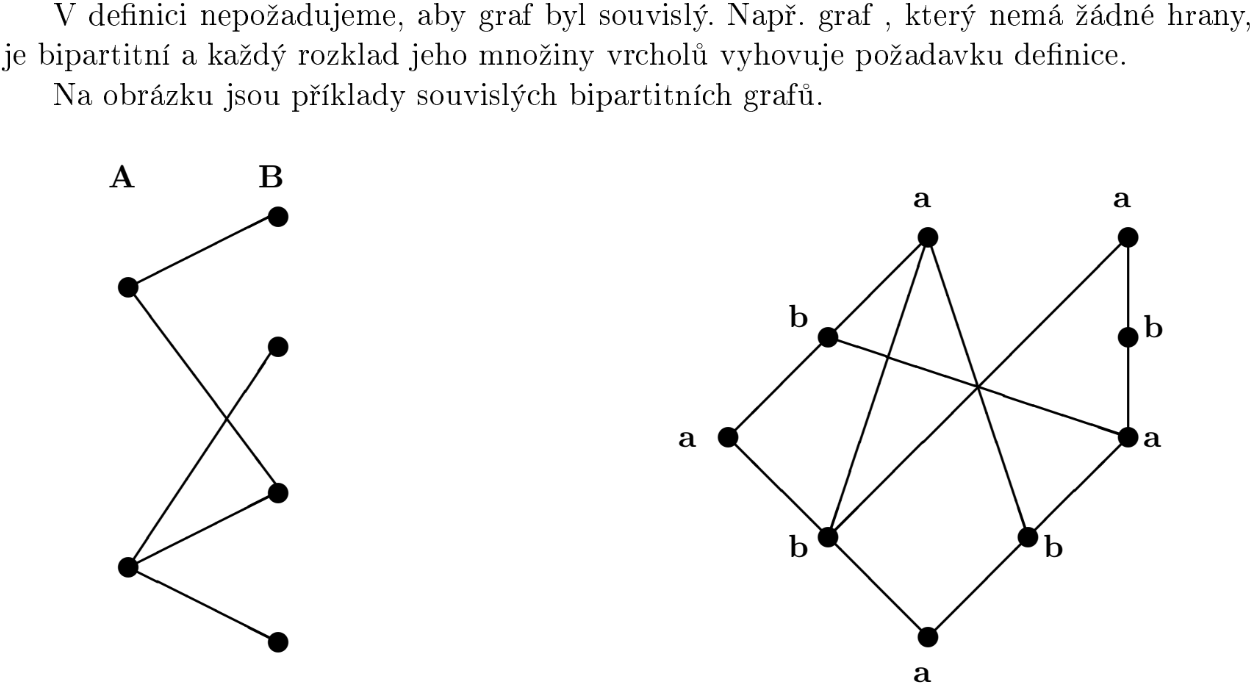 V definici nepožadujeme, aby graf byl souvislý. Např. graf , který nemá žádné hrany,
je bipartitní a každý rozklad jeho množiny vrcholů vyhovuje požadavku definice.
Na obrázku jsou příklady souvislých bipartitních grafů.
A B
a a
b b
a a
b b
a